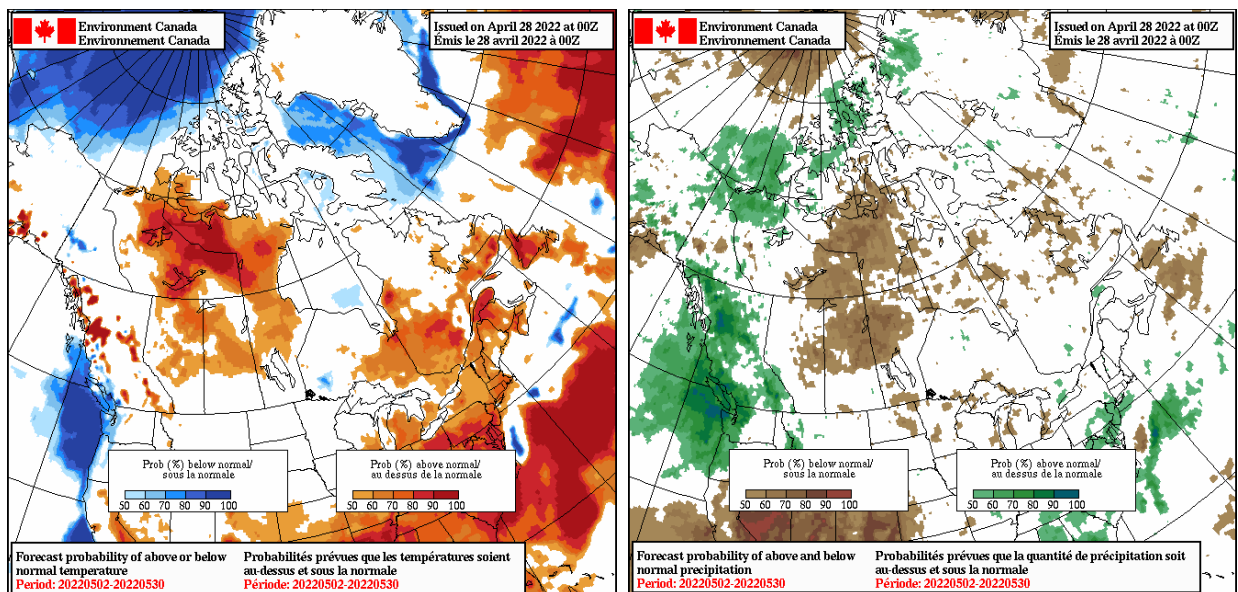 Environment Canada
Environnement Canada
Issued on April 28 2022 at 00Z
Émis le 28 avril 2022 à 00Z
Prob (%) below normal/
sous la normale
50 60 70 80 90 100
Prob (%) above normal/
au dessus de la normale
50 60 70 80 90 100
Forecast probability of above or below
normal temperature
Period: 20220502-20220530
Probabilités prévues que les températures soient
au-dessus et sous la normale
Période: 20220502-20220530
Environment Canada
Environnement Canada
Issued on April 28 2022 at 00Z
Émis le 28 avril 2022 à 00Z
Prob (%) below normal/
sous la normale
50 60 70 80 90 100
Prob (%) above normal/
au dessus de la normale
50 60 70 80 90 100
Forecast probability of above and below
normal precipitation
Period: 20220502-20220530
Probabilités prévues que la quantité de précipitation soit
au-dessus et sous la normale
Période: 20220502-20220530